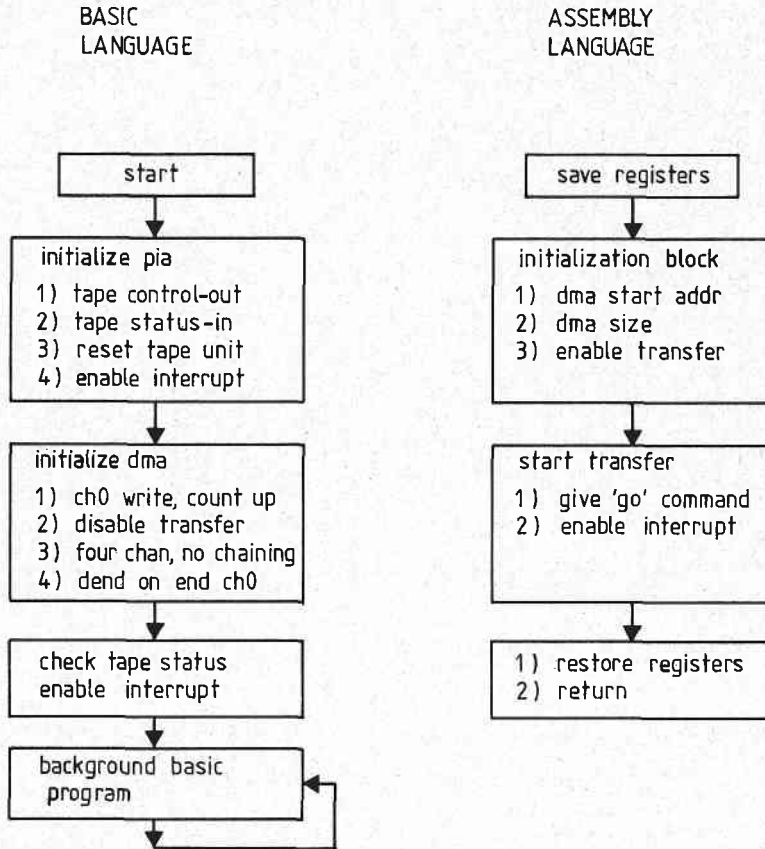 BASIC
LANGUAGE
start
initialize pia
1) tape control-out
2) tape status-in
3) reset tape unit
4) enable interrupt
initialize dma
1) ch0 write, count up
2) disable transfer
3) four chan, no chaining
4) dend on end ch0
check tape status
enable interrupt
background basic
program
ASSEMBLY
LANGUAGE
save registers
initialization block
1) dma start addr
2) dma size
3) enable transfer
start transfer
1) give 'go' command
2) enable interrupt
1) restore registers
2) return